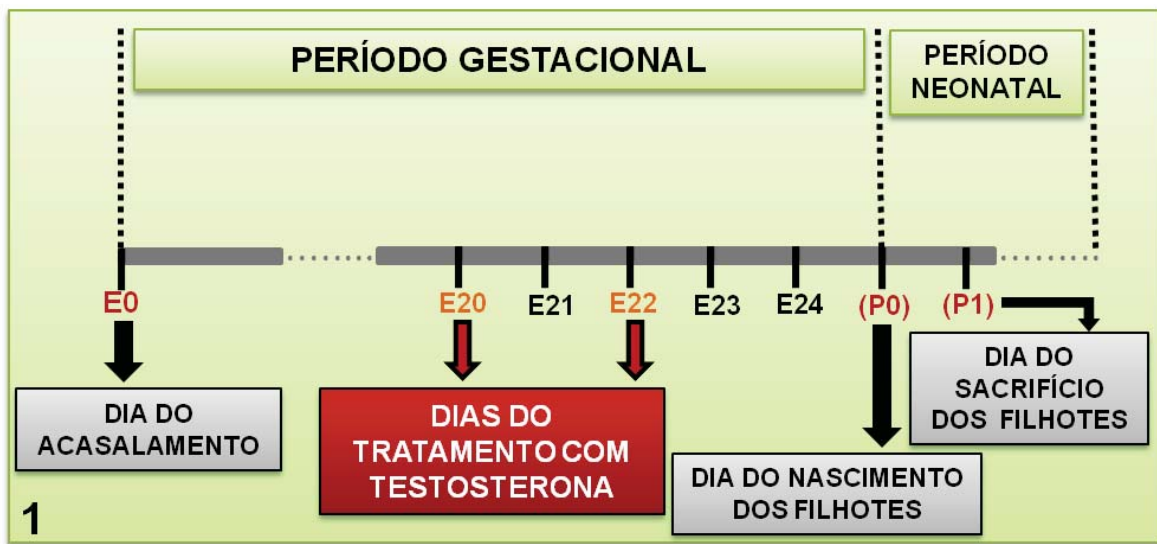 PERÍODO GESTACIONAL
PERÍODO
NEONATAL
E0
E20
E21
E22
E23
E24
(P0)
(P1)
DIA DO
ACASALAMENTO
DIAS DO
TRATAMENTO COM
TESTOSTERONA
DIA DO NASCIMENTO
DOS FILHOTES
DIA DO
SACRIFÍCIO
DOS FILHOTES
1